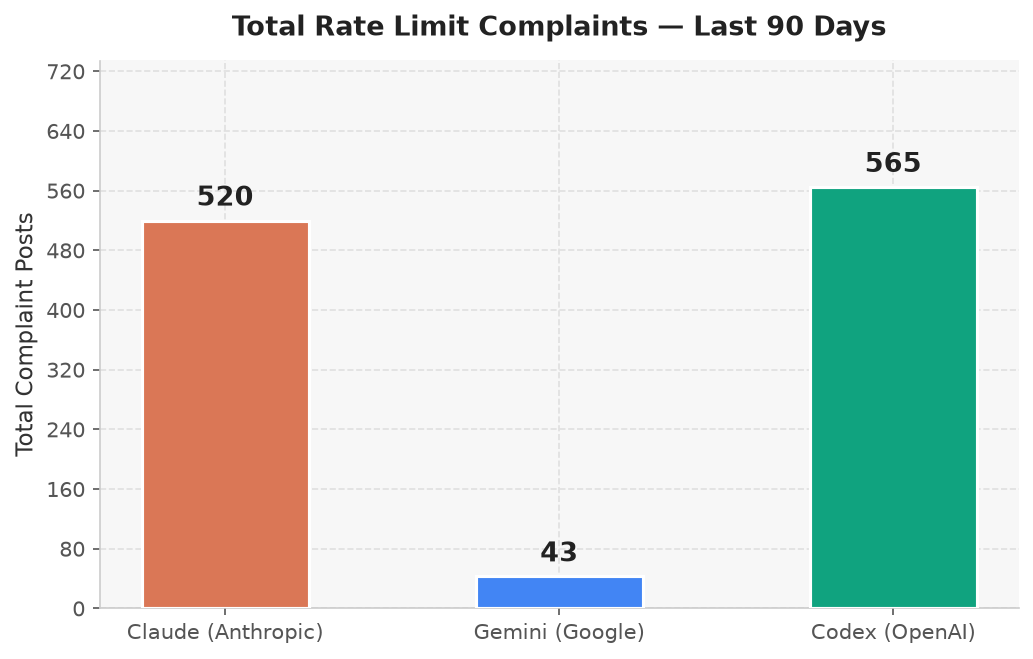 Total Rate Limit Complaints — Last 90 Days
Total Complaint Posts
720
640
560
480
400
320
240
160
80
0
520
43
565
Claude (Anthropic)
Gemini (Google)
Codex (OpenAI)